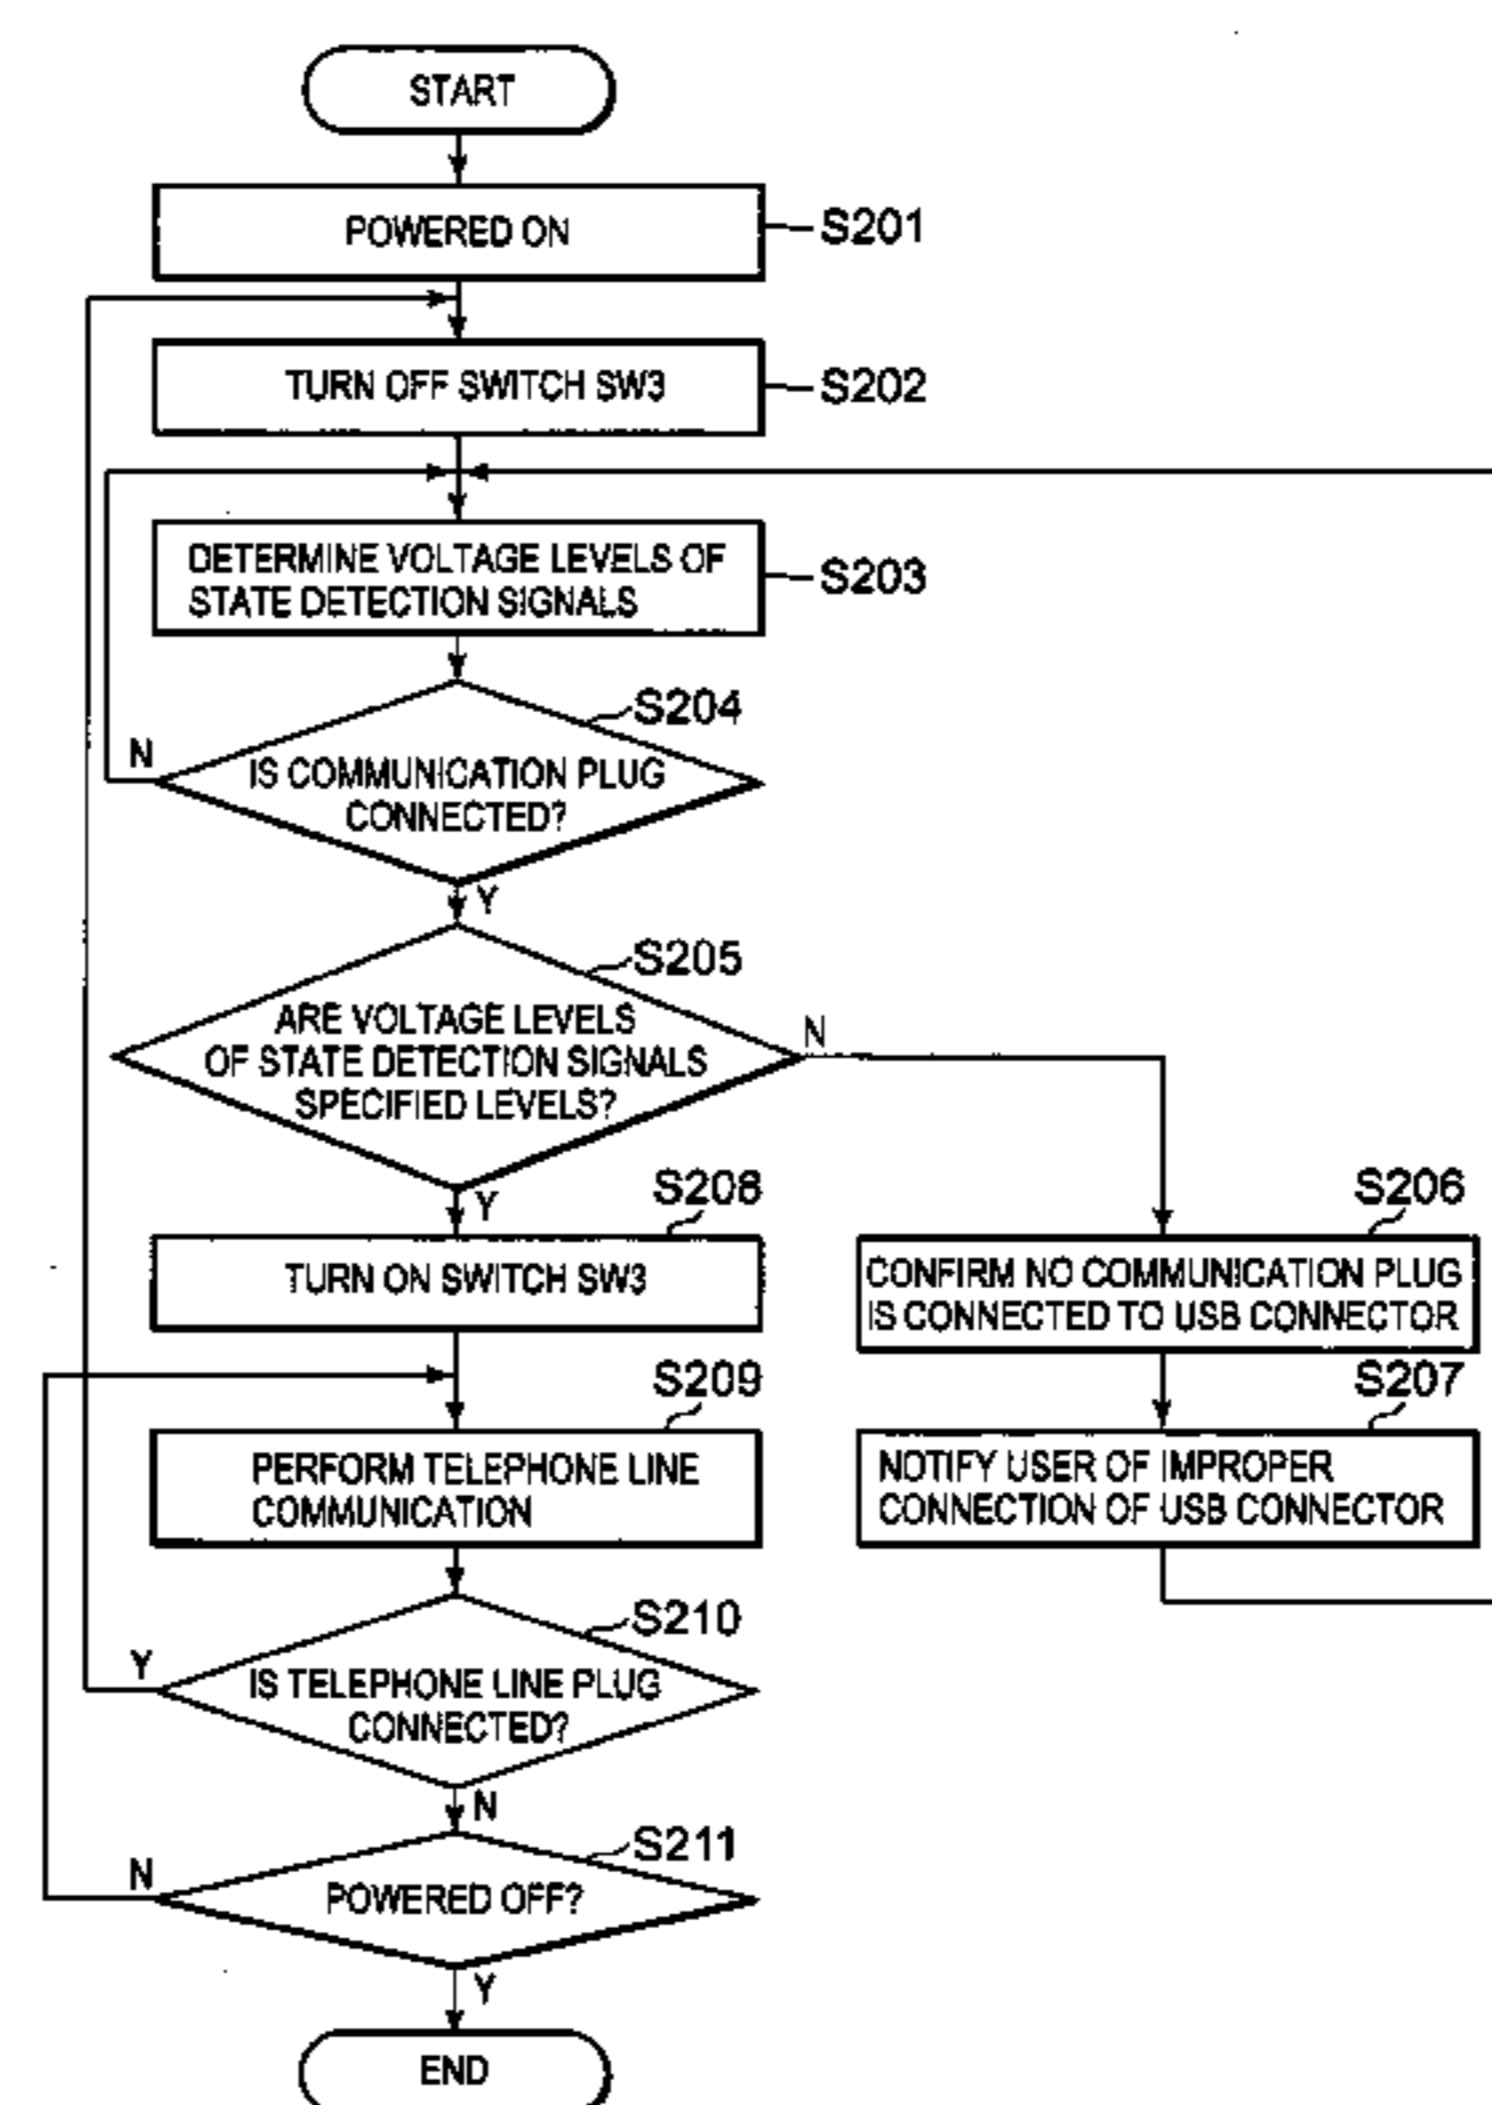 START
POWERED ON
S201
TURN OFF SWITCH SW3
S202
DETERMINE VOLTAGE LEVELS OF
STATE DETECTION SIGNALS
S203
S204
N
IS COMMUNICATION PLUG
CONNECTED?
Y
S205
ARE VOLTAGE LEVELS
OF STATE DETECTION SIGNALS
SPECIFIED LEVELS?
N
Y
S208
TURN ON SWITCH SW3
S206
CONFIRM NO COMMUNICATION PLUG
IS CONNECTED TO USB CONNECTOR
S209
PERFORM TELEPHONE LINE
COMMUNICATION
S207
NOTIFY USER OF IMPROPER
CONNECTION OF USB CONNECTOR
S210
Y
IS TELEPHONE LINE PLUG
CONNECTED?
N
S211
N
POWERED OFF?
Y
END